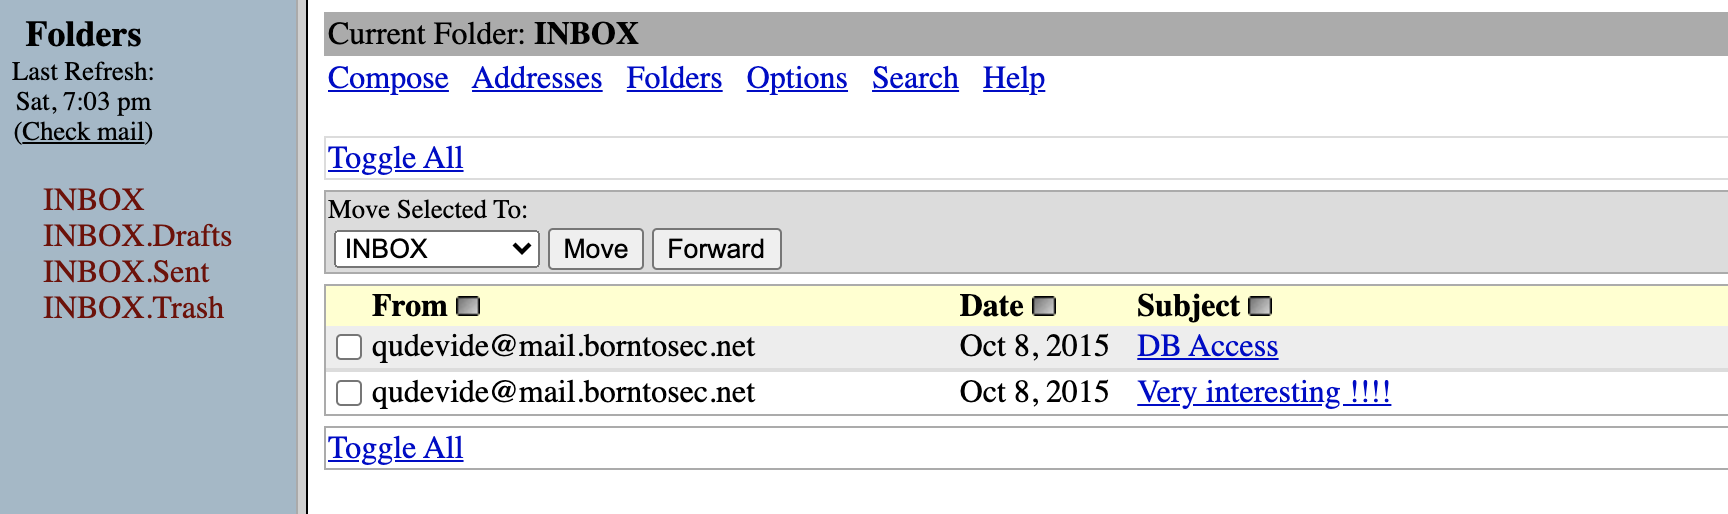 Folders
Last Refresh:
Sat, 7:03 pm
(Check mail)
INBOX
INBOX.Drafts
INBOX.Sent
INBOX.Trash
Current Folder: INBOX
Compose Addresses Folders Options Search Help
Toggle All
Move Selected To:
INBOX Move Forward
From Date Subject
qudevide@mail.borntosec.net Oct 8, 2015 DB Access
qudevide@mail.borntosec.net Oct 8, 2015 Very interesting !!!!
Toggle All